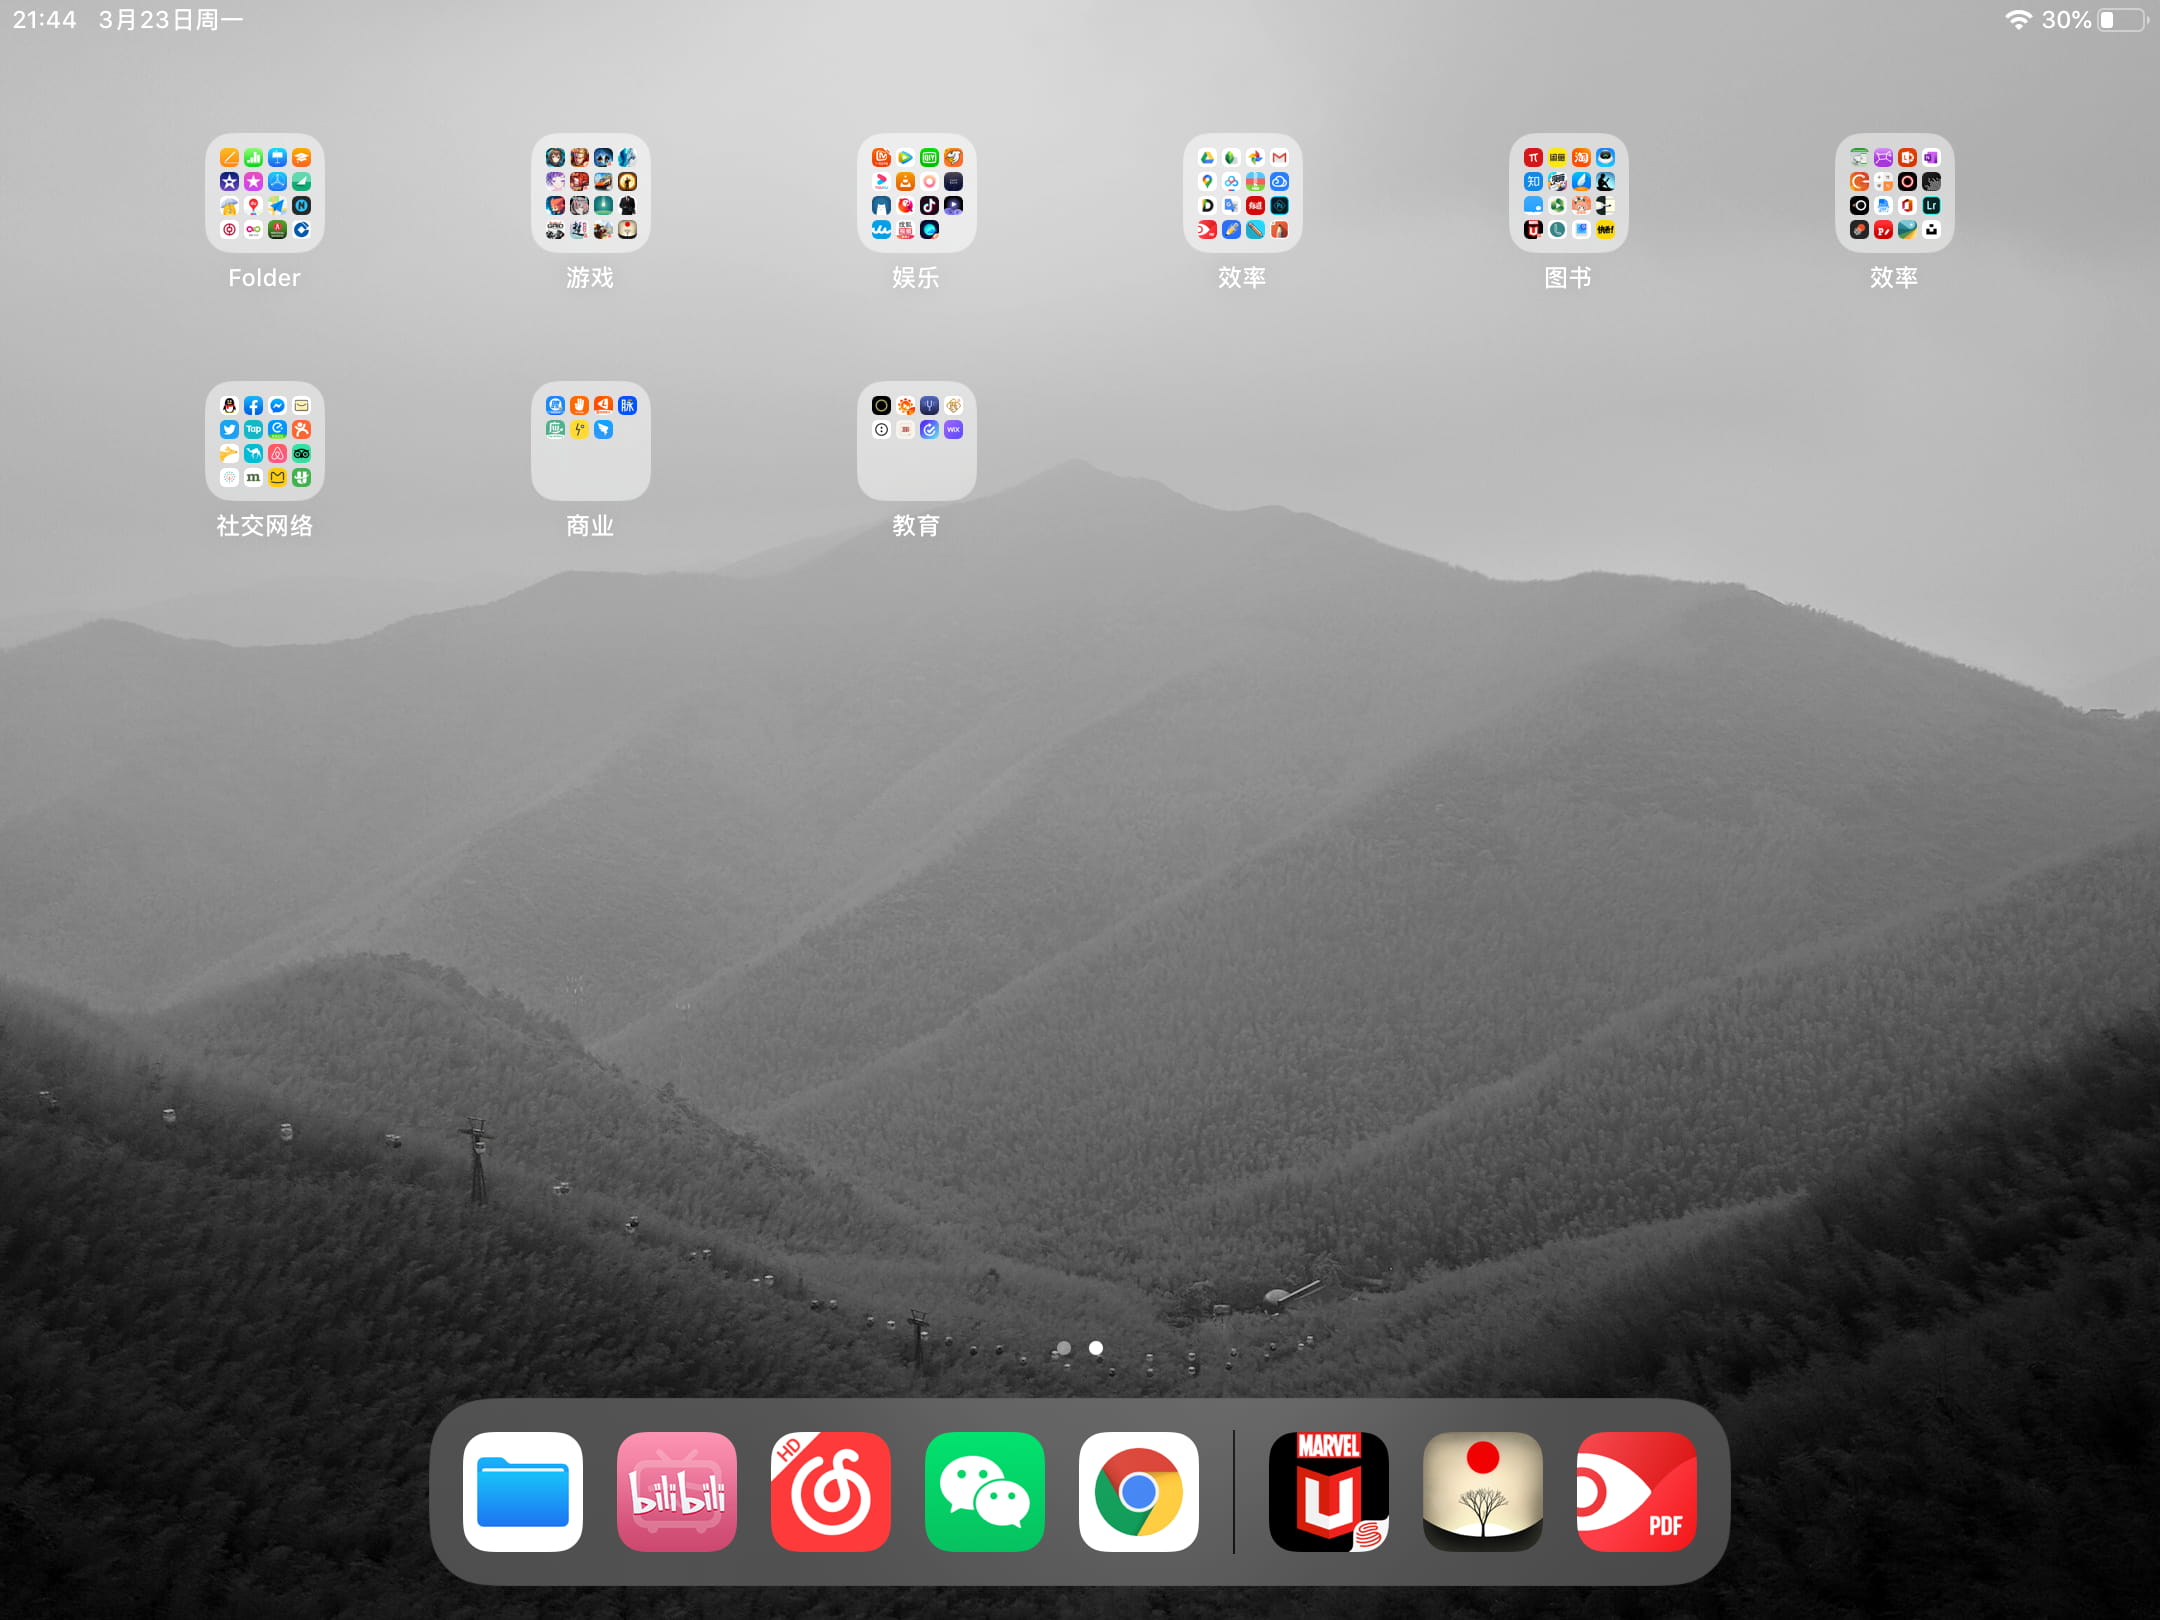 21:44 3月23日周一
30%
Folder
游戏
娱乐
效率
图书
效率
社交网络
商业
教育
HD
bilibili
MARVEL
U
PDF